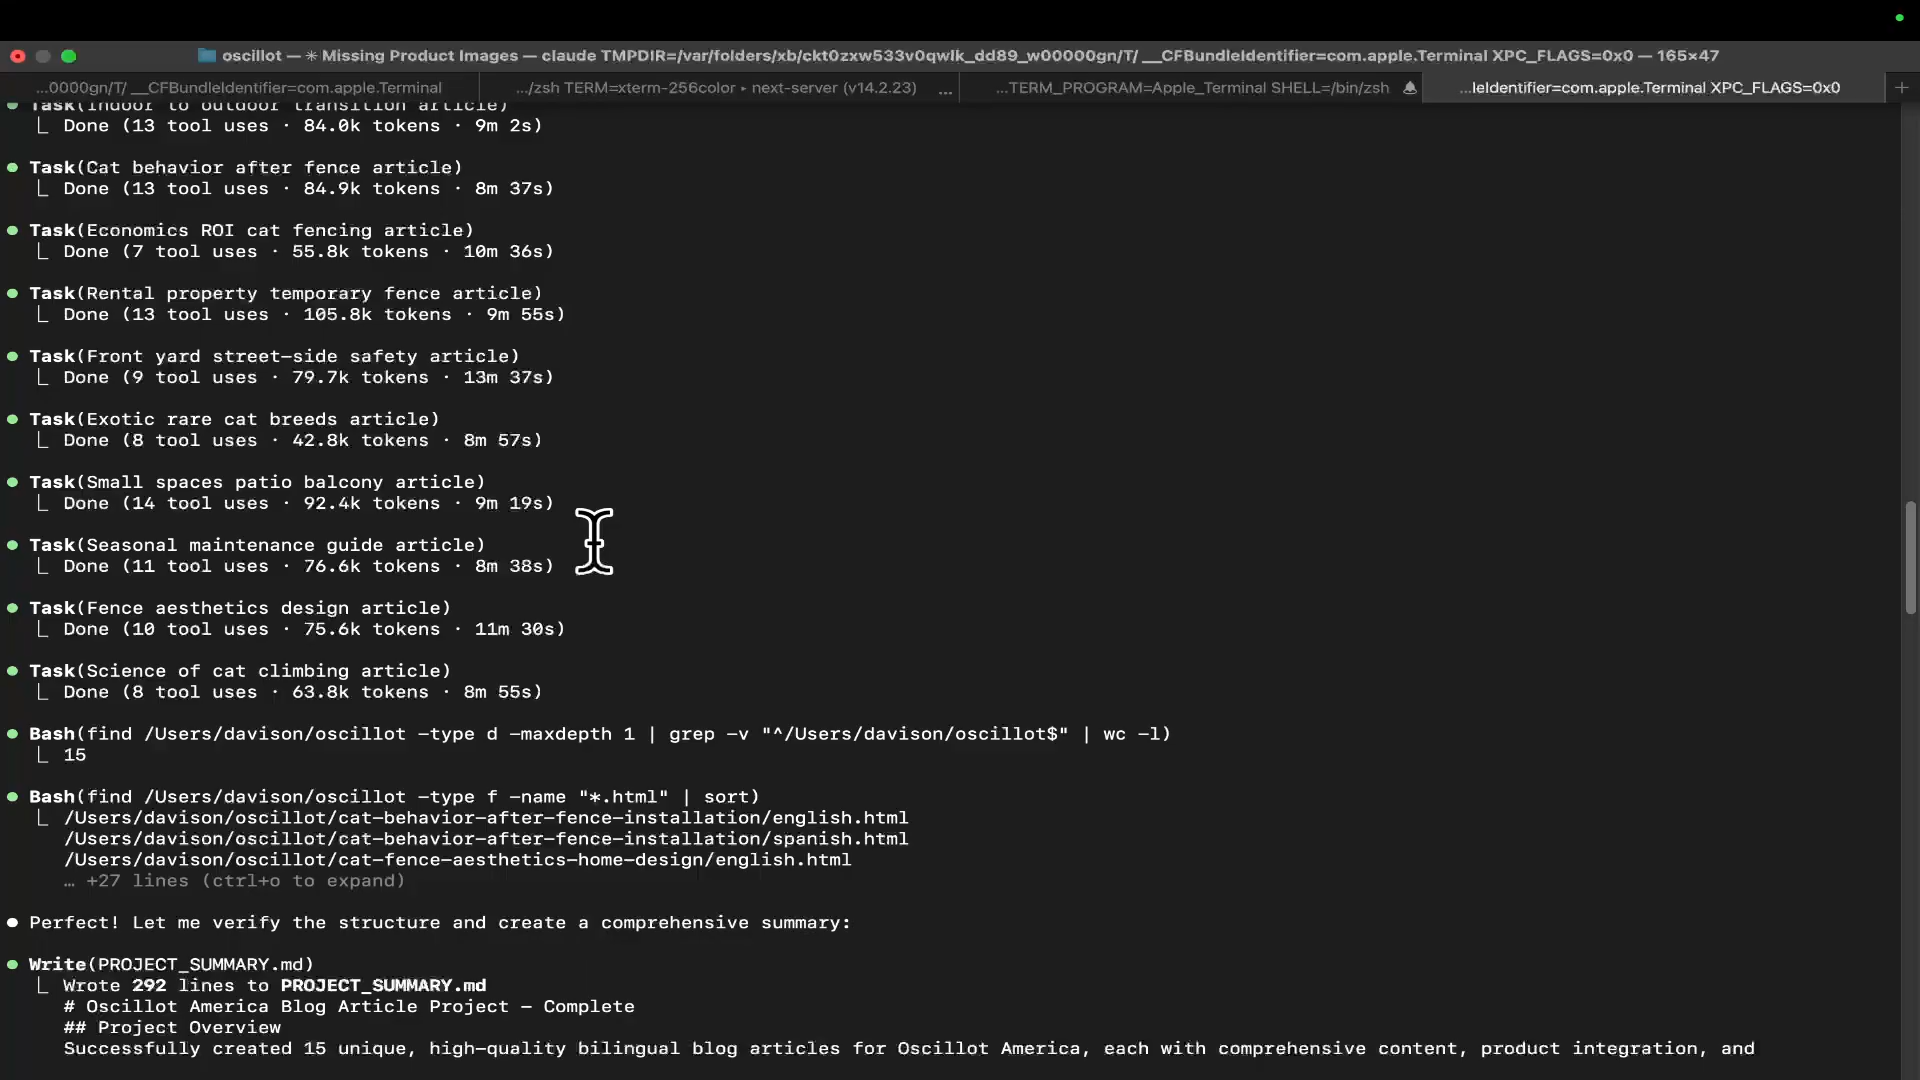 oscillot — ✳ Missing Product Images — claude TMPDIR=/var/folders/xb/ckt0zxw533v0qwlk_dd89_w00000gn/T/ __CFBundleIdentifier=com.apple.Terminal XPC_FLAGS=0x0 — 165×47
...0000gn/T/ __CFBundleIdentifier=com.apple.Terminal
.../zsh TERM=xterm-256color ▸ next-server (v14.2.23) ...
...TERM_PROGRAM=Apple_Terminal SHELL=/bin/zsh
...leIdentifier=com.apple.Terminal XPC_FLAGS=0x0
Task(Indoor to outdoor transition article)
Done (13 tool uses · 84.0k tokens · 9m 2s)
Task(Cat behavior after fence article)
Done (13 tool uses · 84.9k tokens · 8m 37s)
Task(Economics ROI cat fencing article)
Done (7 tool uses · 55.8k tokens · 10m 36s)
Task(Rental property temporary fence article)
Done (13 tool uses · 105.8k tokens · 9m 55s)
Task(Front yard street-side safety article)
Done (9 tool uses · 79.7k tokens · 13m 37s)
Task(Exotic rare cat breeds article)
Done (8 tool uses · 42.8k tokens · 8m 57s)
Task(Small spaces patio balcony article)
Done (14 tool uses · 92.4k tokens · 9m 19s)
Task(Seasonal maintenance guide article)
Done (11 tool uses · 76.6k tokens · 8m 38s)
Task(Fence aesthetics design article)
Done (10 tool uses · 75.6k tokens · 11m 30s)
Task(Science of cat climbing article)
Done (8 tool uses · 63.8k tokens · 8m 55s)
Bash(find /Users/davison/oscillot -type d -maxdepth 1 | grep -v "^/Users/davison/oscillot$" | wc -l)
15
Bash(find /Users/davison/oscillot -type f -name "*.html" | sort)
/Users/davison/oscillot/cat-behavior-after-fence-installation/english.html
/Users/davison/oscillot/cat-behavior-after-fence-installation/spanish.html
/Users/davison/oscillot/cat-fence-aesthetics-home-design/english.html
… +27 lines (ctrl+o to expand)
Perfect! Let me verify the structure and create a comprehensive summary:
Write(PROJECT_SUMMARY.md)
Wrote 292 lines to PROJECT_SUMMARY.md
# Oscillot America Blog Article Project - Complete
## Project Overview
Successfully created 15 unique, high-quality bilingual blog articles for Oscillot America, each with comprehensive content, product integration, and